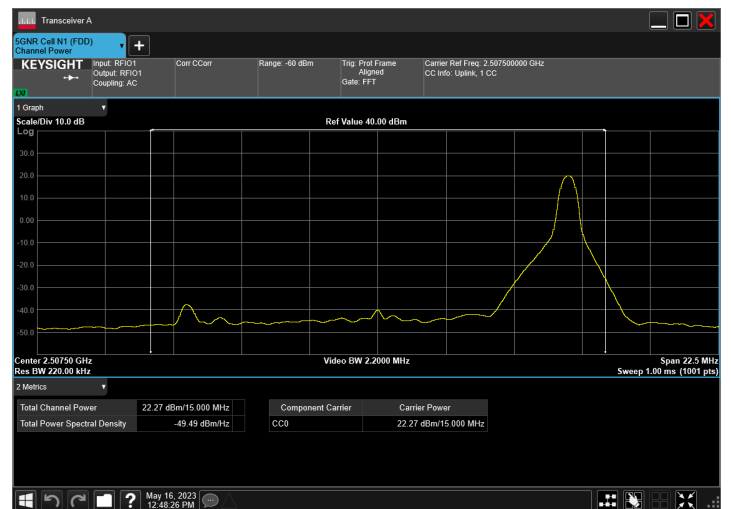 Transceiver A
5GNR Cell N1 (FDD)
Channel Power
KEYSIGHT
LXI
Input: RFIO1
Output: RFIO1
Coupling: AC
Corr CCorr
Range: -60 dBm
Trig: Prot Frame
Aligned
Gate: FFT
Carrier Ref Freq: 2.507500000 GHz
CC Info: Uplink, 1 CC
1 Graph
Scale/Div 10.0 dB
Ref Value 40.00 dBm
Log
30.0
20.0
10.0
0.00
-10.0
-20.0
-30.0
-40.0
-50.0
Center 2.50750 GHz
Video BW 2.2000 MHz
Span 22.5 MHz
Res BW 220.00 kHz
Sweep 1.00 ms (1001 pts)
2 Metrics
Total Channel Power 22.27 dBm/15.000 MHz
Total Power Spectral Density -49.49 dBm/Hz
Component Carrier Carrier Power
CC0 22.27 dBm/15.000 MHz
?
May 16, 2023
12:48:26 PM